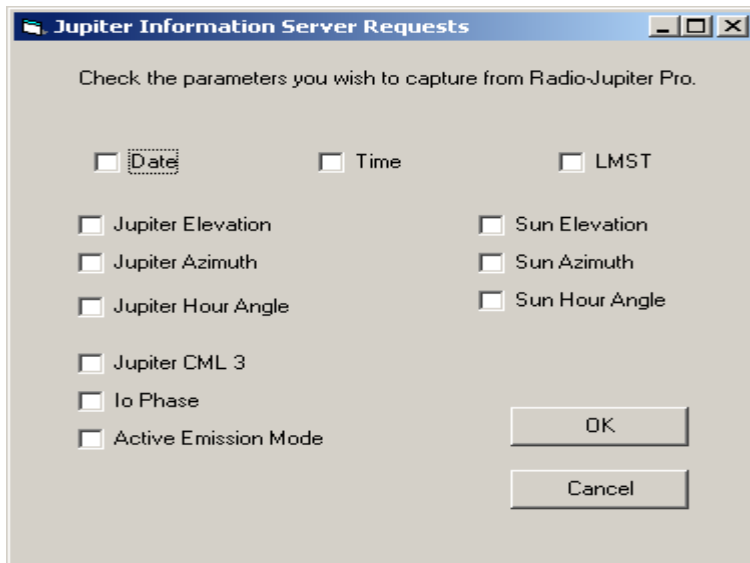 Jupiter Information Server Requests
Check the parameters you wish to capture from Radio-Jupiter Pro.
Date Time LMST
Jupiter Elevation Sun Elevation
Jupiter Azimuth Sun Azimuth
Jupiter Hour Angle Sun Hour Angle
Jupiter CML 3
Io Phase
Active Emission Mode
OK
Cancel